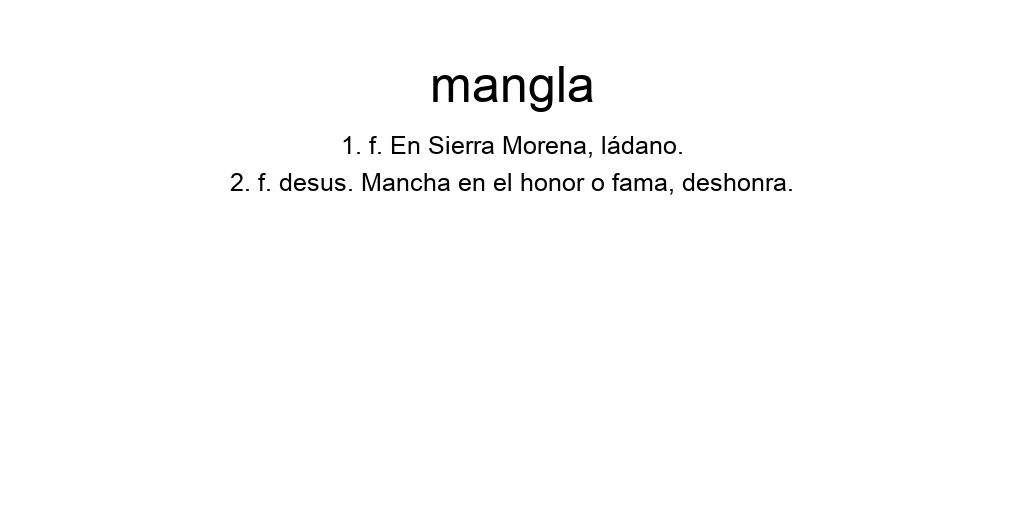 mangla
1. f. En Sierra Morena, ládano.
2. f. desus. Mancha en el honor o fama, deshonra.